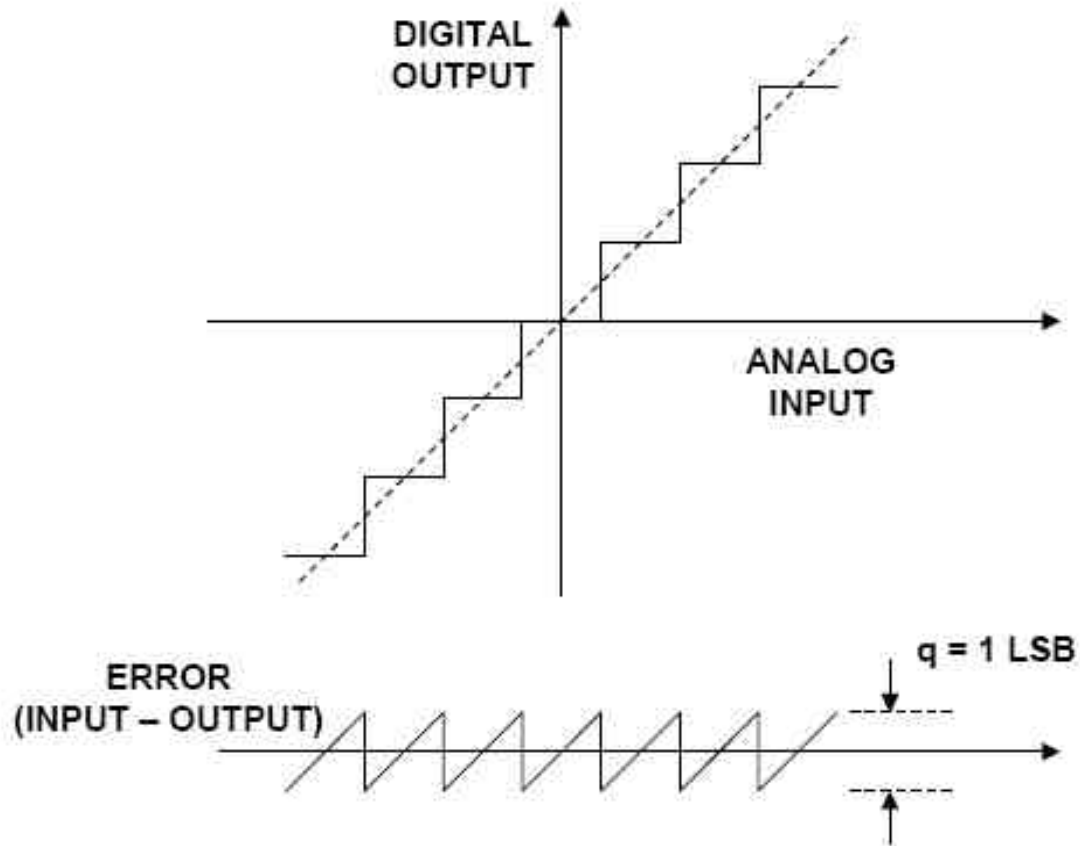 DIGITAL
OUTPUT
ANALOG
INPUT
q = 1 LSB
ERROR
(INPUT – OUTPUT)